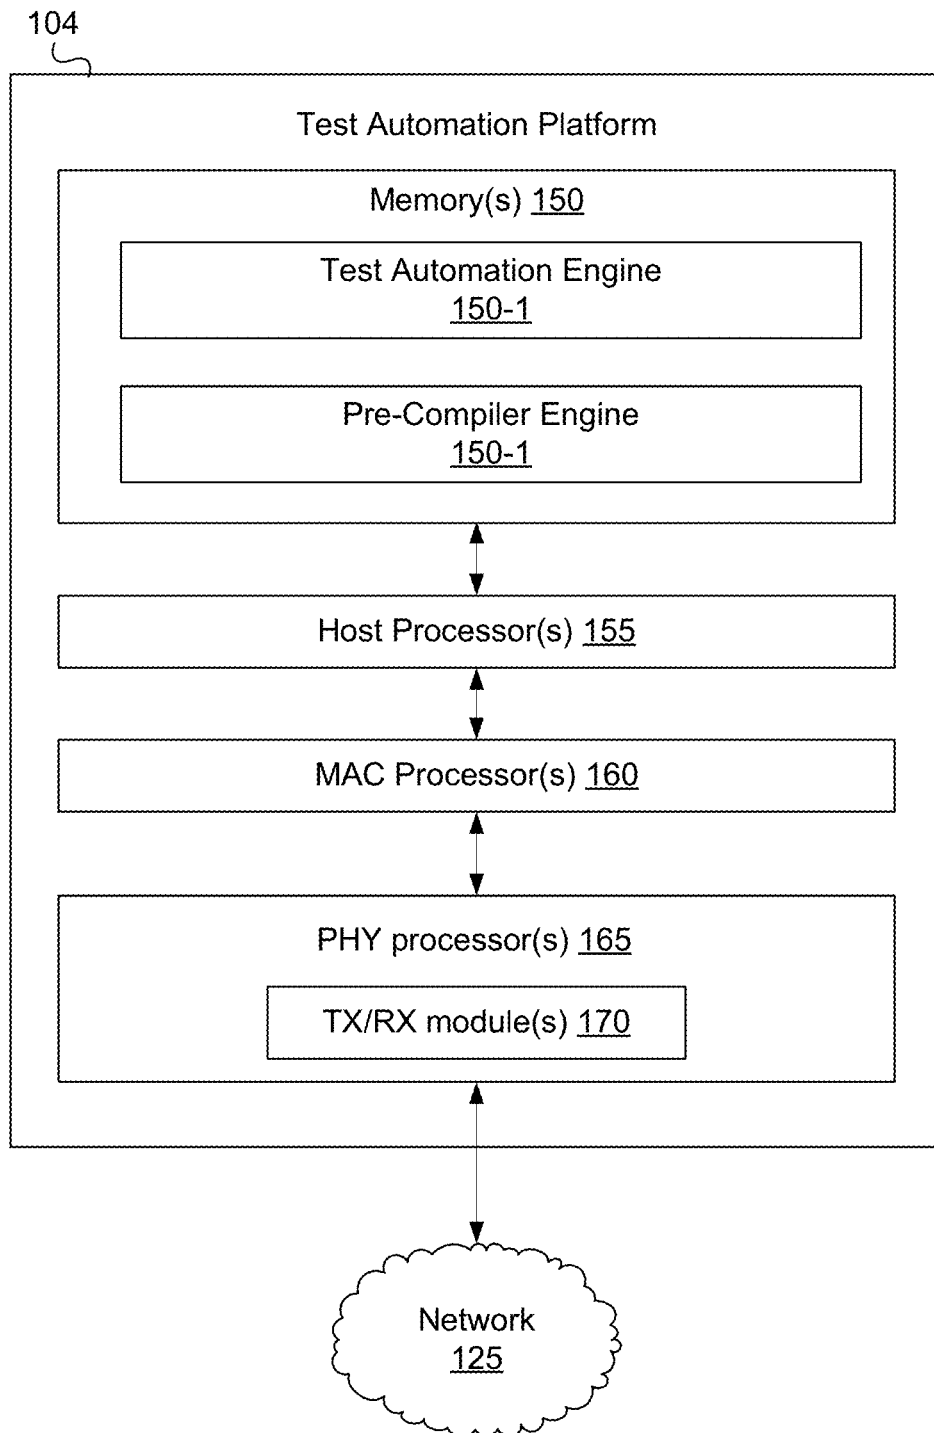 104
Test Automation Platform
Memory(s) 150
Test Automation Engine
150-1
Pre-Compiler Engine
150-1
Host Processor(s) 155
MAC Processor(s) 160
PHY processor(s) 165
TX/RX module(s) 170
Network
125